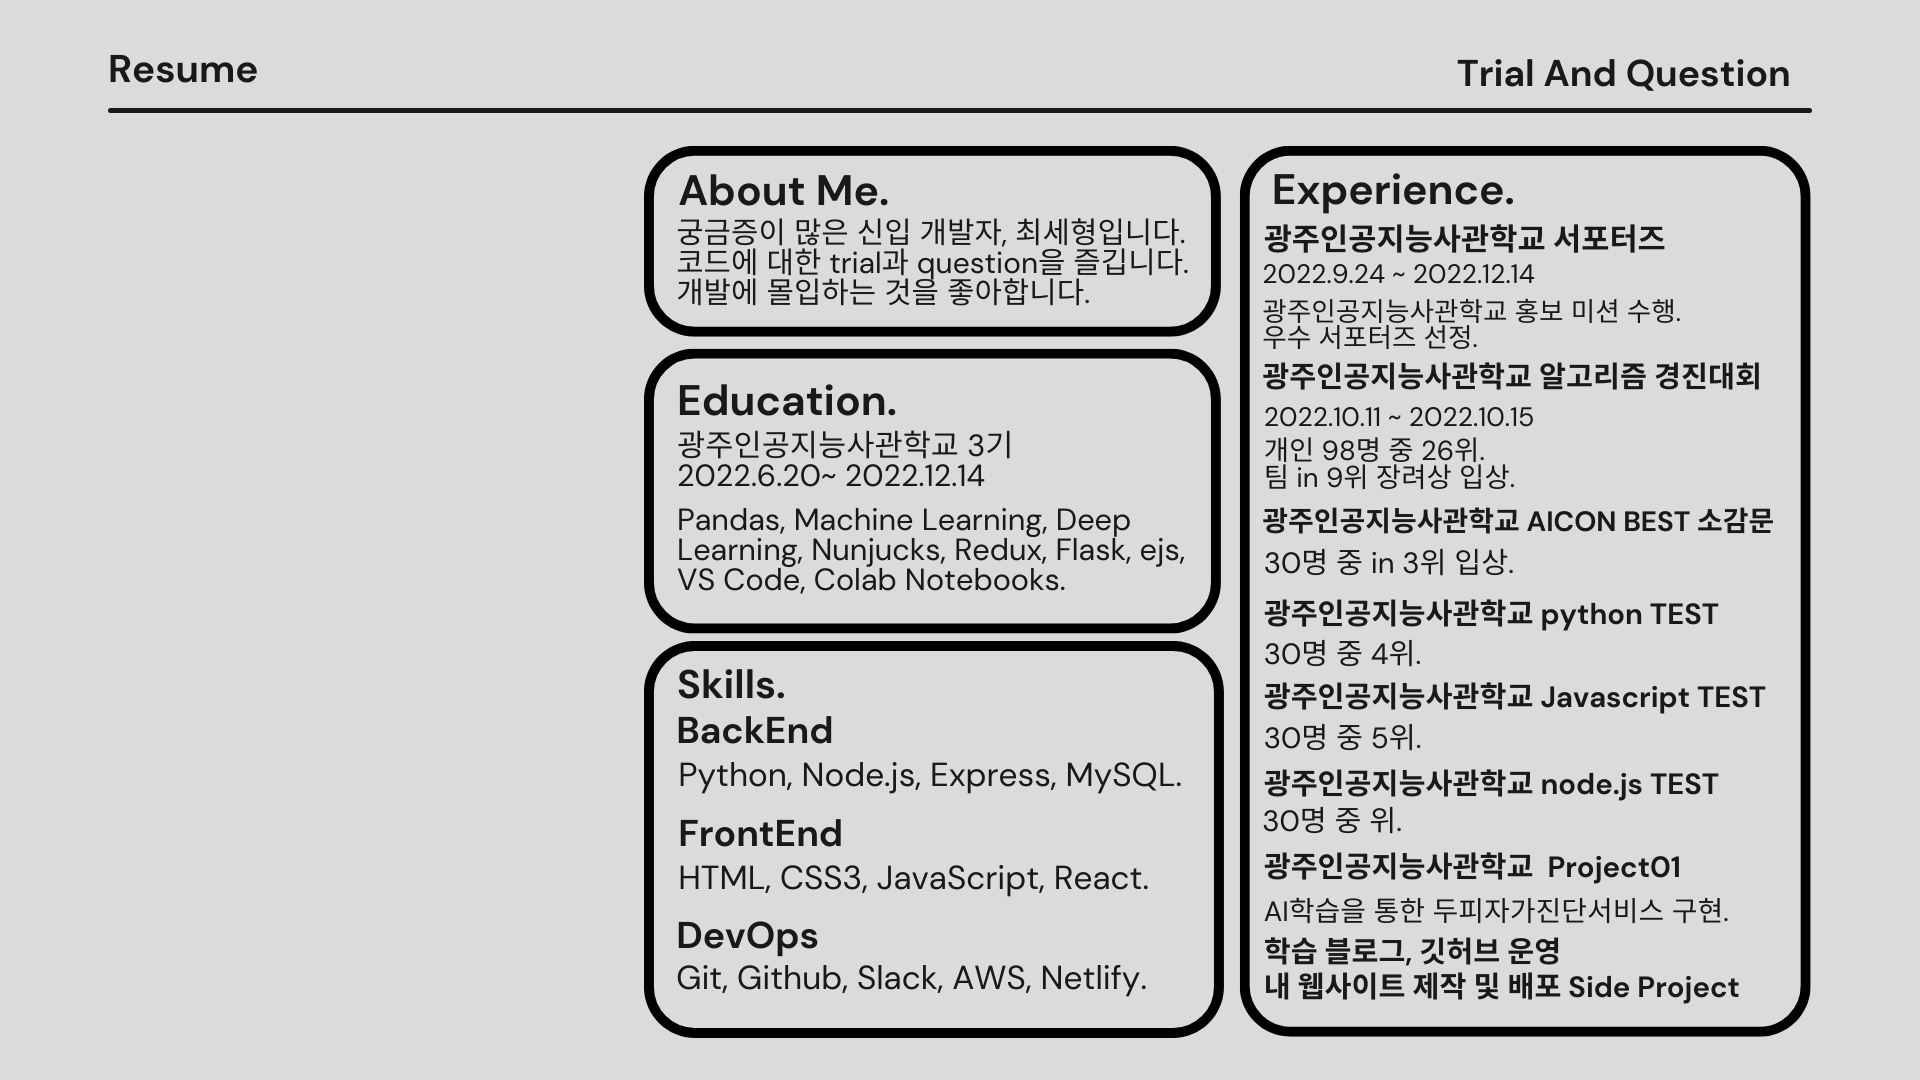 Resume
Trial And Question
About Me.
궁금증이 많은 신입 개발자, 최세형입니다.
코드에 대한 trial과 question을 즐깁니다.
개발에 몰입하는 것을 좋아합니다.
Education.
광주인공지능사관학교 3기
2022.6.20~ 2022.12.14
Pandas, Machine Learning, Deep
Learning, Nunjucks, Redux, Flask, ejs,
VS Code, Colab Notebooks.
Skills.
BackEnd
Python, Node.js, Express, MySQL.
FrontEnd
HTML, CSS3, JavaScript, React.
DevOps
Git, Github, Slack, AWS, Netlify.
Experience.
광주인공지능사관학교 서포터즈
2022.9.24 ~ 2022.12.14
광주인공지능사관학교 홍보 미션 수행.
우수 서포터즈 선정.
광주인공지능사관학교 알고리즘 경진대회
2022.10.11 ~ 2022.10.15
개인 98명 중 26위.
팀 in 9위 장려상 입상.
광주인공지능사관학교 AICON BEST 소감문
30명 중 in 3위 입상.
광주인공지능사관학교 python TEST
30명 중 4위.
광주인공지능사관학교 Javascript TEST
30명 중 5위.
광주인공지능사관학교 node.js TEST
30명 중 위.
광주인공지능사관학교 Project01
AI학습을 통한 두피자가진단서비스 구현.
학습 블로그, 깃허브 운영
내 웹사이트 제작 및 배포 Side Project